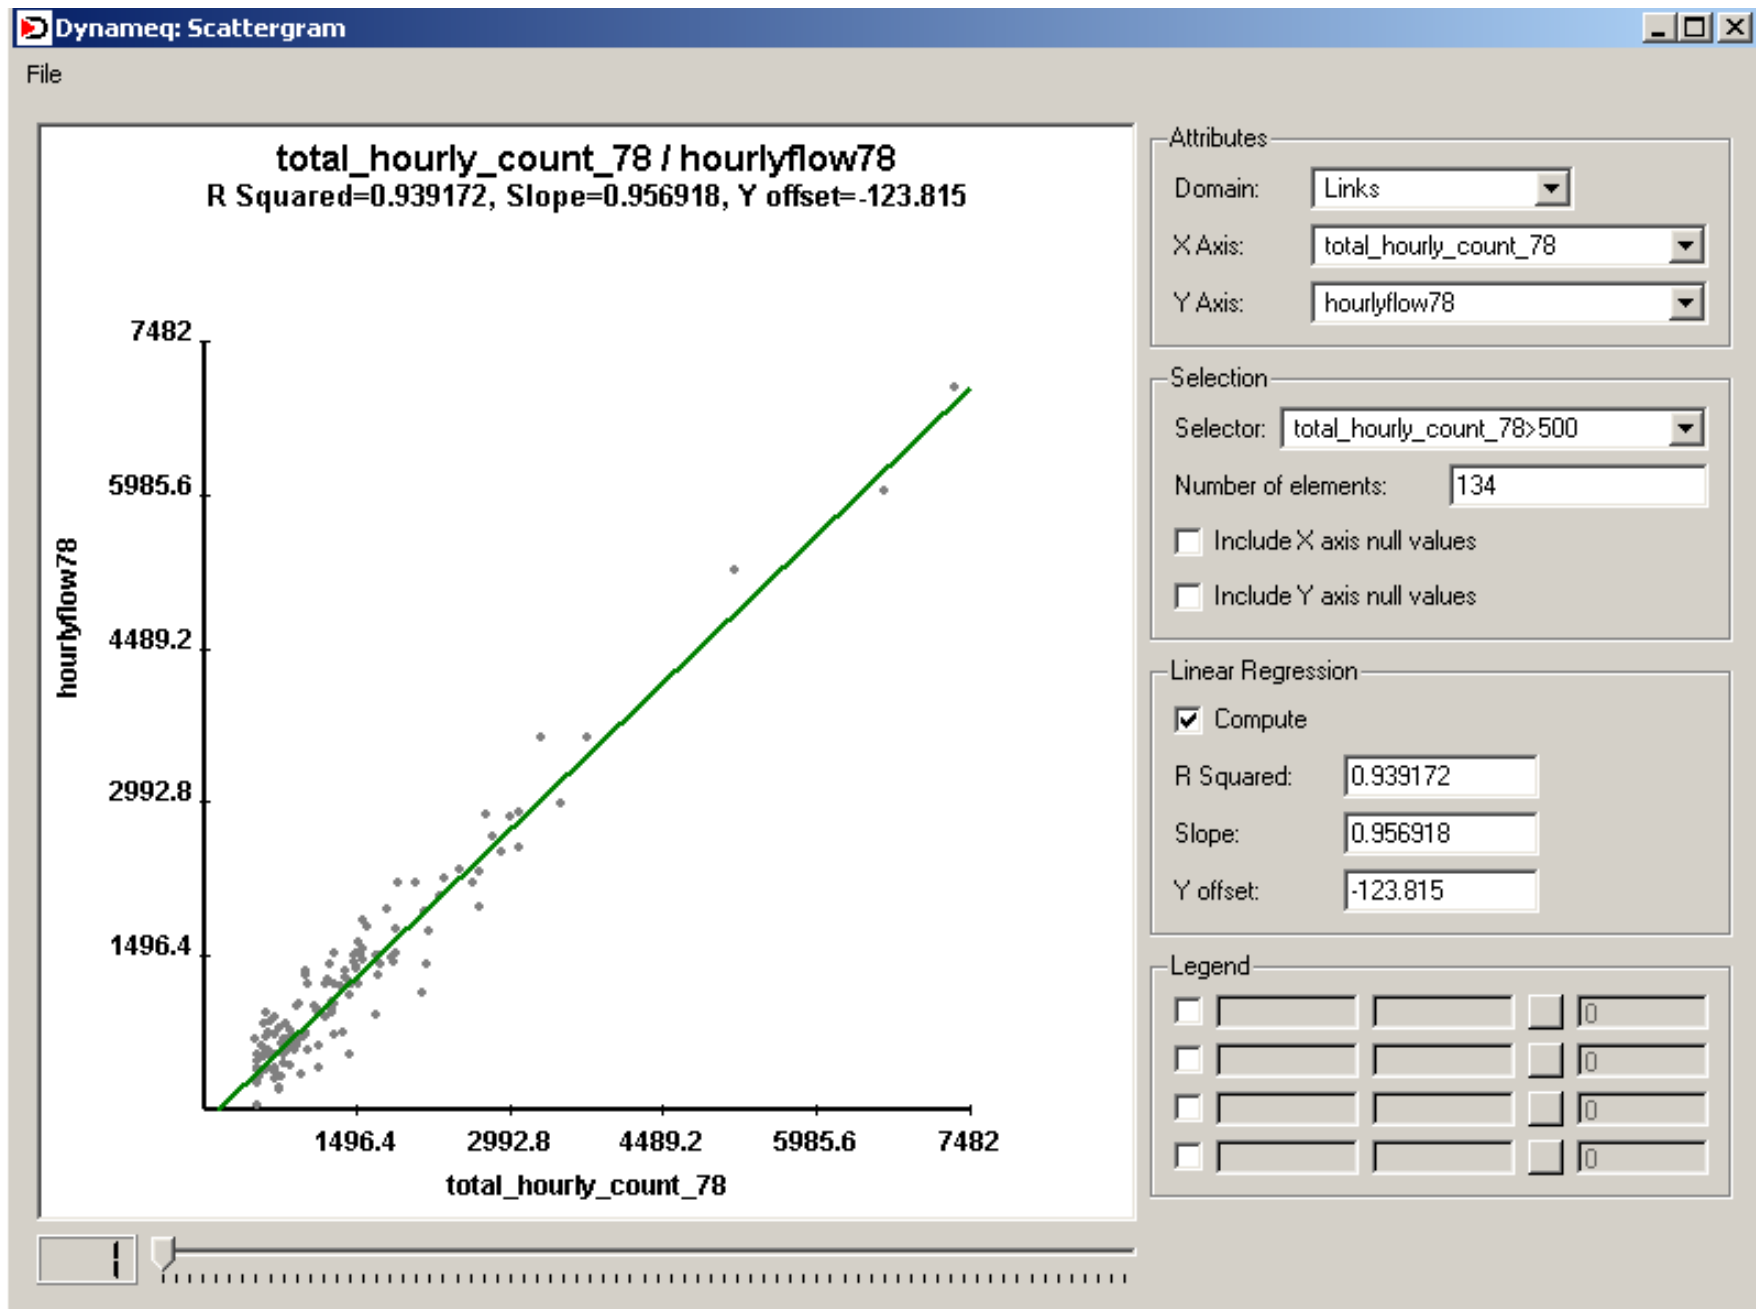 Dynameq: Scattergram
File
total_hourly_count_78 / hourlyflow78
R Squared=0.939172, Slope=0.956918, Y offset=-123.815
7482
5985.6
4489.2
2992.8
1496.4
hourlyflow78
1496.4 2992.8 4489.2 5985.6 7482
total_hourly_count_78
1
Attributes
Domain: Links
X Axis: total_hourly_count_78
Y Axis: hourlyflow78
Selection
Selector: total_hourly_count_78>500
Number of elements: 134
Include X axis null values
Include Y axis null values
Linear Regression
Compute
R Squared: 0.939172
Slope: 0.956918
Y offset: -123.815
Legend
0
0
0
0